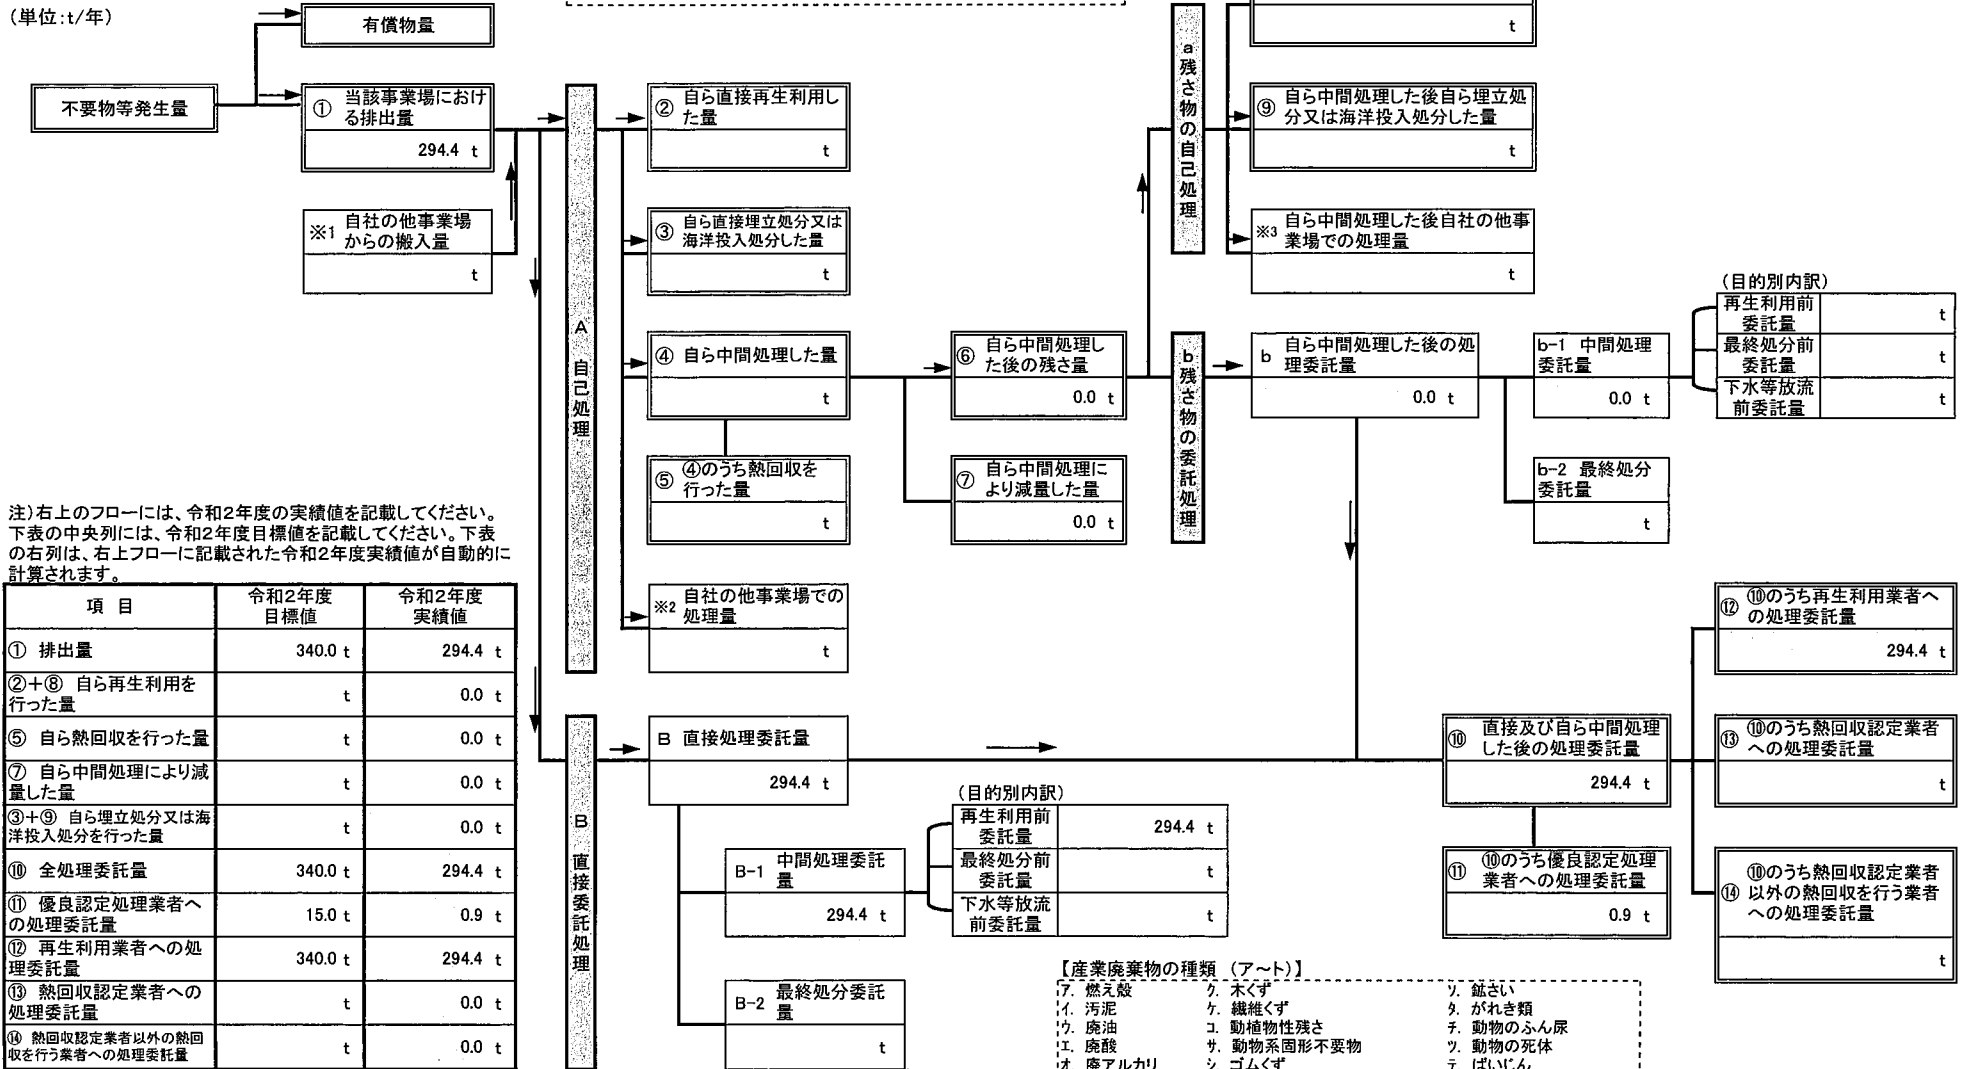 (単位:t/年)
有償物量
不要物等発生量
① 当該事業場におけ
る排出量
294.4 t
※1 自社の他事業場
からの搬入量
t
A 自己処理
② 自ら直接再生利用し
た量
t
③ 自ら直接埋立処分又は
海洋投入処分した量
t
④ 自ら中間処理した量
t
⑤ ④のうち熱回収を
行った量
t
※2 自社の他事業場での
処理量
t
⑥ 自ら中間処理し
た後の残さ量
0.0 t
⑦ 自ら中間処理に
より減量した量
0.0 t
a 残さ物の自己処理
t
⑨ 自ら中間処理した後自ら埋立処
分又は海洋投入処分した量
t
※3 自ら中間処理した後自社の他事
業場での処理量
t
b 残さ物の委託処理
b 自ら中間処理した後の処
理委託量
0.0 t
b-1 中間処理
委託量
0.0 t
b-2 最終処分
委託量
t
(目的別内訳)
再生利用前
委託量
t
最終処分前
委託量
t
下水等放流
前委託量
t
注)右上のフローには、令和2年度の実績値を記載してください。
下表の中央列には、令和2年度目標値を記載してください。下表
の右列は、右上フローに記載された令和2年度実績値が自動的に
計算されます。
項 目 令和2年度 目標値 令和2年度 実績値
① 排出量 340.0 t 294.4 t
②+⑧ 自ら再生利用を
行った量 t 0.0 t
⑤ 自ら熱回収を行った量 t 0.0 t
⑦ 自ら中間処理により減
量した量 t 0.0 t
③+⑨ 自ら埋立処分又は海
洋投入処分を行った量 t 0.0 t
⑩ 全処理委託量 340.0 t 294.4 t
⑪ 優良認定処理業者へ
の処理委託量 15.0 t 0.9 t
⑫ 再生利用業者への処
理委託量 340.0 t 294.4 t
⑬ 熱回収認定業者への
処理委託量 t 0.0 t
⑭ 熱回収認定業者以外の熱回
収を行う業者への処理委託量 t 0.0 t
B 直接委託処理
B 直接処理委託量
294.4 t
B-1 中間処理委託
量
294.4 t
B-2 最終処分委託
量
t
(目的別内訳)
再生利用前
委託量
294.4 t
最終処分前
委託量
t
下水等放流
前委託量
t
⑩ 直接及び自ら中間処理
した後の処理委託量
294.4 t
⑪ ⑩のうち優良認定処理
業者への処理委託量
0.9 t
⑫ ⑩のうち再生利用業者へ
の処理委託量
294.4 t
⑬ ⑩のうち熱回収認定業者
への処理委託量
t
⑭ ⑩のうち熱回収認定業者
以外の熱回収を行う業者
への処理委託量
t
【産業廃棄物の種類 (ア~ト)】
ア. 燃え殻 ク. 木くず ソ. 鉱さい
イ. 汚泥 ケ. 繊維くず タ. がれき類
ウ. 廃油 コ. 動植物性残さ チ. 動物のふん尿
エ. 廃酸 サ. 動物系固形不要物 ツ. 動物の死体
オ. 廃アルカリ シ. ゴムくず テ. ばいじん